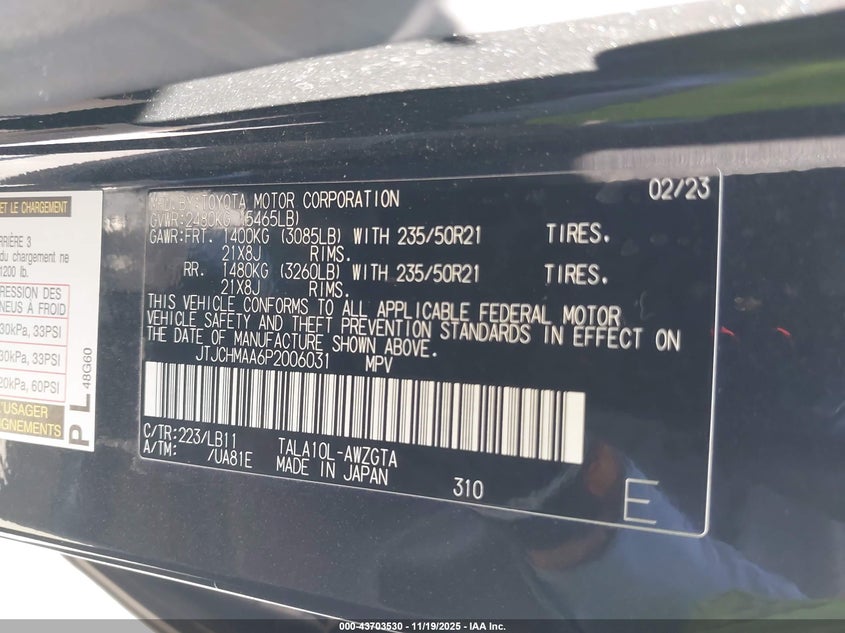 ET LE CHARGEMENT
RIÈRE 3
du chargement ne
1200 lb.
RESSION DES
NEUS À FROID
30kPa, 33PSI
30kPa, 33PSI
20kPa, 60PSI
L'USAGER
IGNEMENTS
PL 48G60
MFD. BY:TOYOTA MOTOR CORPORATION 02/23
GVWR:2480KG (5465LB)
GAWR:FRT. 1400KG (3085LB) WITH 235/50R21 TIRES.
21X8J RIMS.
RR. 1480KG (3260LB) WITH 235/50R21 TIRES.
21X8J RIMS.
THIS VEHICLE CONFORMS TO ALL APPLICABLE FEDERAL MOTOR
VEHICLE SAFETY AND THEFT PREVENTION STANDARDS IN EFFECT ON
THE DATE OF MANUFACTURE SHOWN ABOVE.
JTJCHMAA6P2006031 MPV
C/TR:223/LB11 TALA10L-AWZGTA
A/TM: /UA81E MADE IN JAPAN 310
E
000-43703530 - 11/19/2025 - IAA Inc.